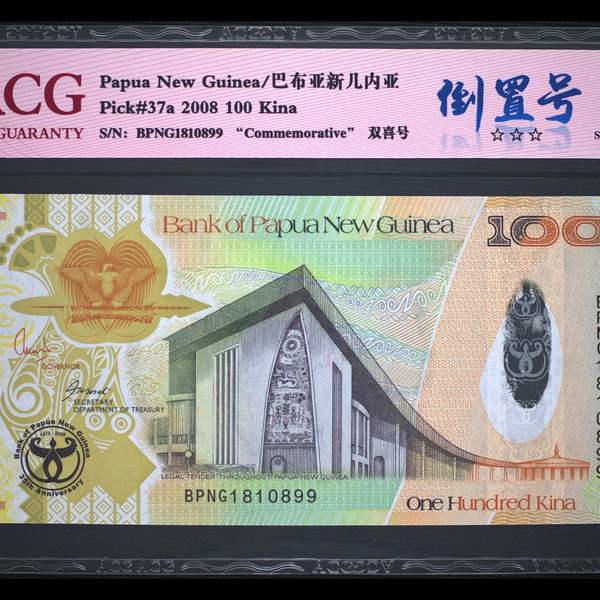 ACG
GUARANTY
Papua New Guinea/巴布亚新几内亚
Pick#37a 2008 100 Kina
S/N: BPNG1810899 “Commemorative” 双喜号
倒置号
☆☆☆
S
Bank of Papua New Guinea
100
GOVERNOR
SECRETARY
DEPARTMENT OF TREASURY
Bank of Papua New Guinea
1973 - 2008
35th Anniversary
LEGAL TENDER THROUGHOUT PAPUA NEW GUINEA
BPNG1810899
One Hundred Kina